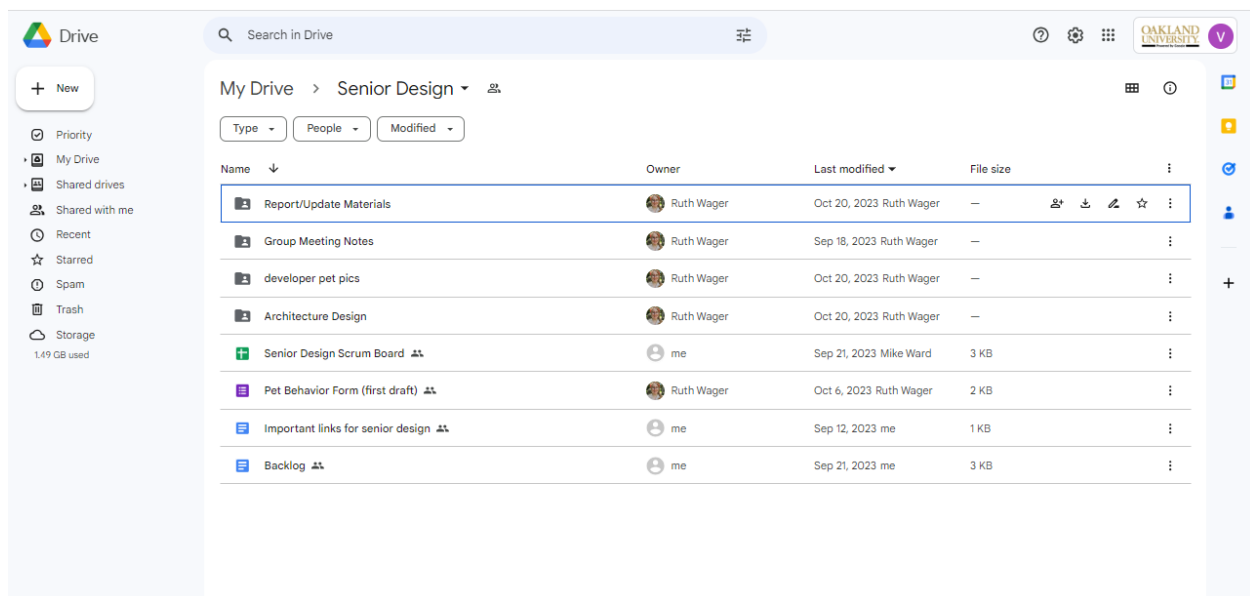 Drive
Search in Drive
OAKLAND
UNIVERSITY.
V
New
My Drive > Senior Design
31
Type People Modified
Priority
My Drive
Shared drives
Shared with me
Recent
Starred
Spam
Trash
Storage
1.49 GB used
Name Owner Last modified File size
Report/Update Materials Ruth Wager Oct 20, 2023 Ruth Wager —
Group Meeting Notes Ruth Wager Sep 18, 2023 Ruth Wager —
developer pet pics Ruth Wager Oct 20, 2023 Ruth Wager —
Architecture Design Ruth Wager Oct 20, 2023 Ruth Wager —
Senior Design Scrum Board me Sep 21, 2023 Mike Ward 3 KB
Pet Behavior Form (first draft) Ruth Wager Oct 6, 2023 Ruth Wager 2 KB
Important links for senior design me Sep 12, 2023 me 1 KB
Backlog me Sep 21, 2023 me 3 KB